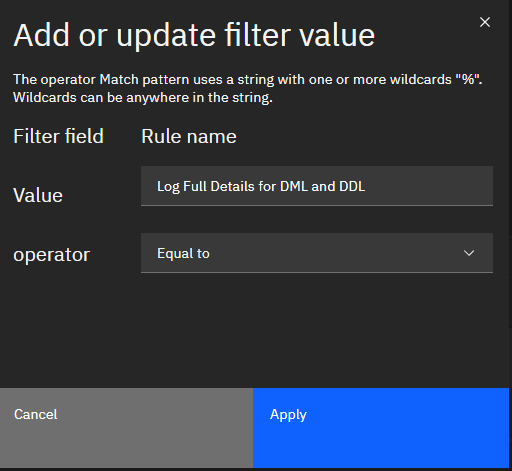 Add or update filter value
The operator Match pattern uses a string with one or more wildcards "%".
Wildcards can be anywhere in the string.
Filter field Rule name
Value Log Full Details for DML and DDL
operator Equal to
Cancel Apply